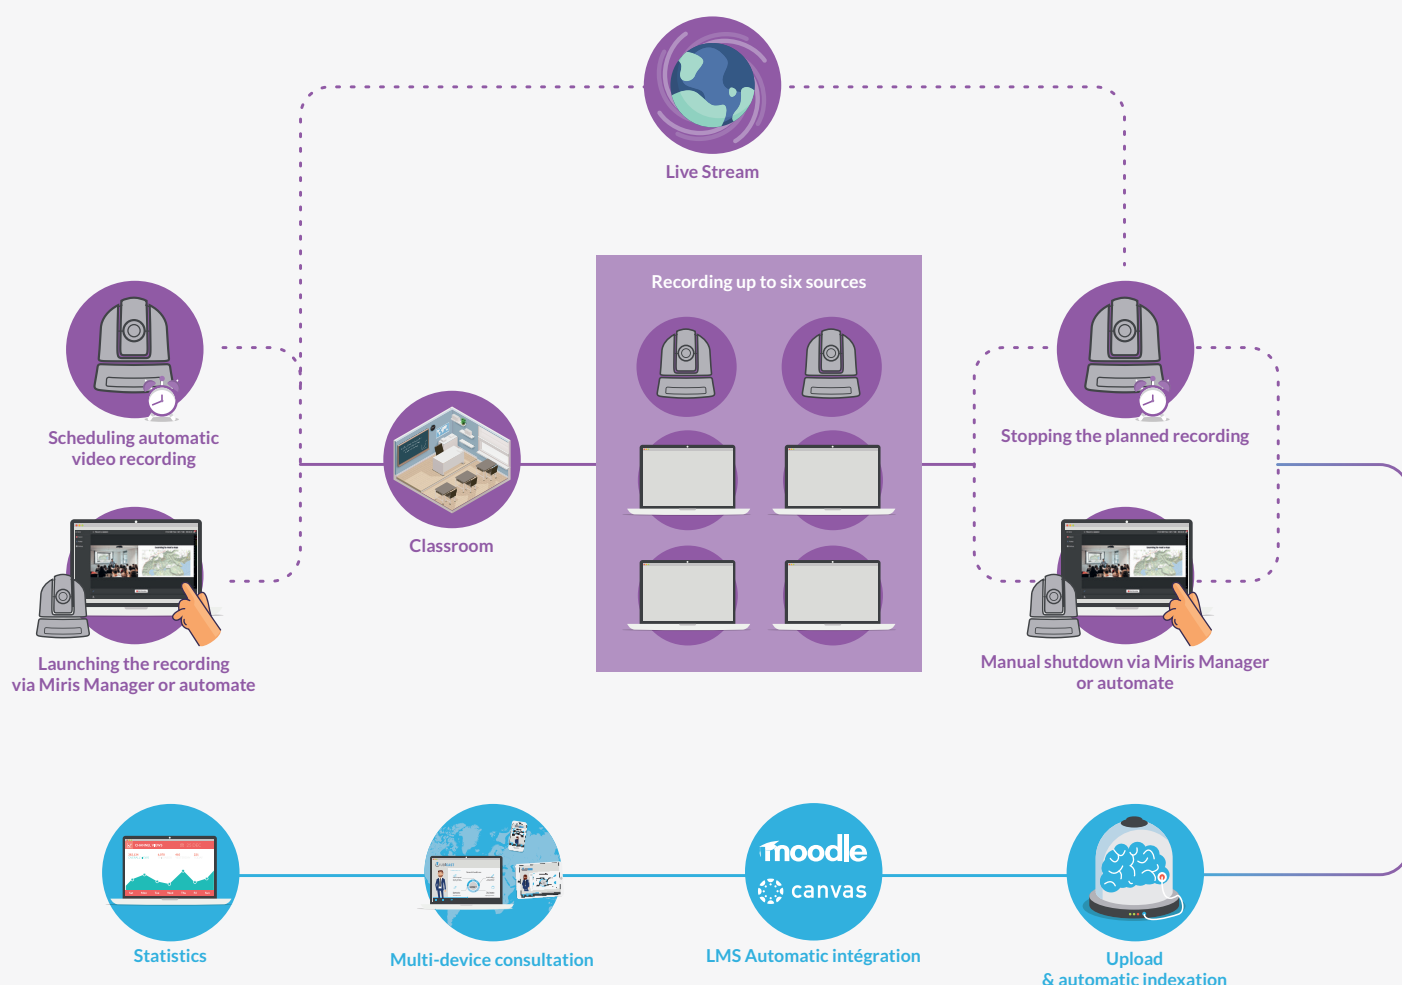 Live Stream
Recording up to six sources
Scheduling automatic
video recording
Stopping the planned recording
Classroom
Launching the recording
via Miris Manager or automate
Manual shutdown via Miris Manager
or automate
moodle
canvas
Statistics
Multi-device consultation
LMS Automatic intégration
Upload
& automatic indexation